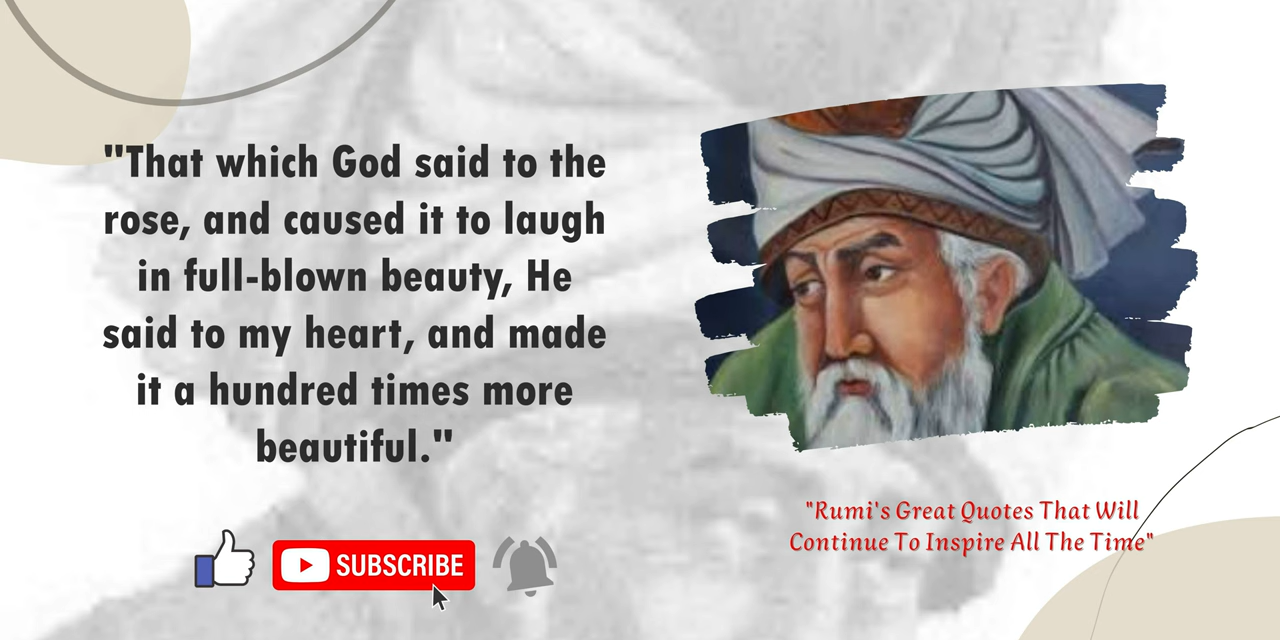 "That which God said to the
rose, and caused it to laugh
in full-blown beauty, He
said to my heart, and made
it a hundred times more
beautiful."
"Rumi's Great Quotes That Will
Continue To Inspire All The Time"
SUBSCRIBE